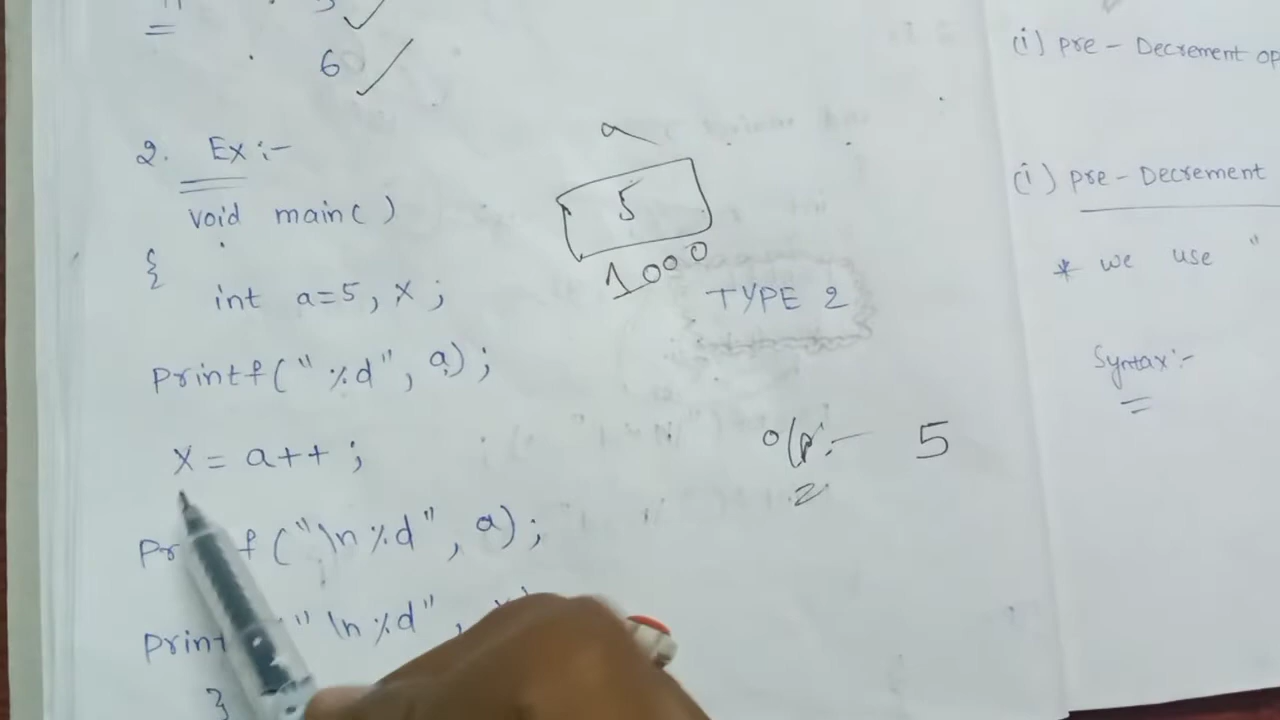 6
2. Ex:-
void main()
{
int a=5, x;
printf("%d", a);
x = a++;
("\n%d", a);
"\n%d",
}
a
5
1000
TYPE 2
o/p:- 5
(i) pre-Decrement op
(i) pre-Decrement
* we use "
Syntax:-